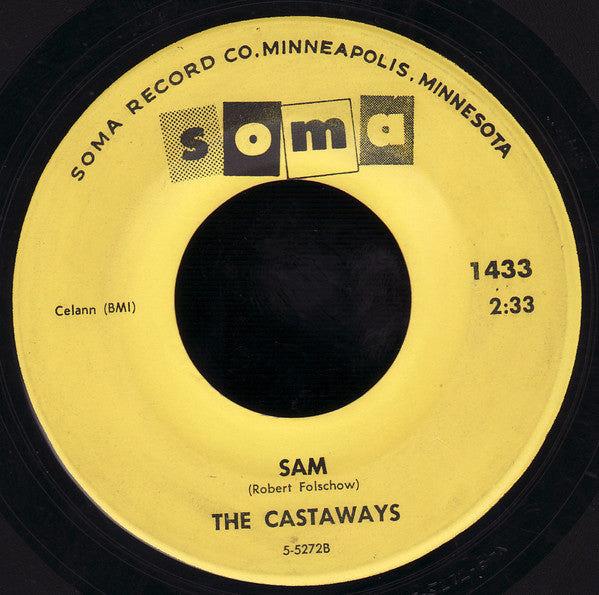 SOMA RECORD CO. MINNEAPOLIS, MINNESOTA
soma
1433
2:33
Celann (BMI)
SAM
(Robert Folschow)
THE CASTAWAYS
5-5272B